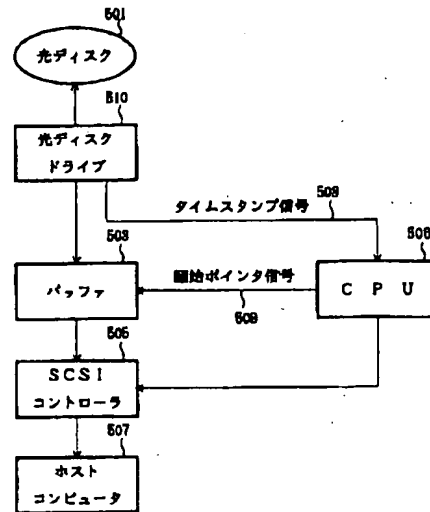 501
光ディスク
510
光ディスク
ドライブ
タイムスタンプ信号
509
503
506
バッファ
開始ポインタ信号
C P U
509
505
SCSI
コントローラ
507
ホスト
コンピュータ